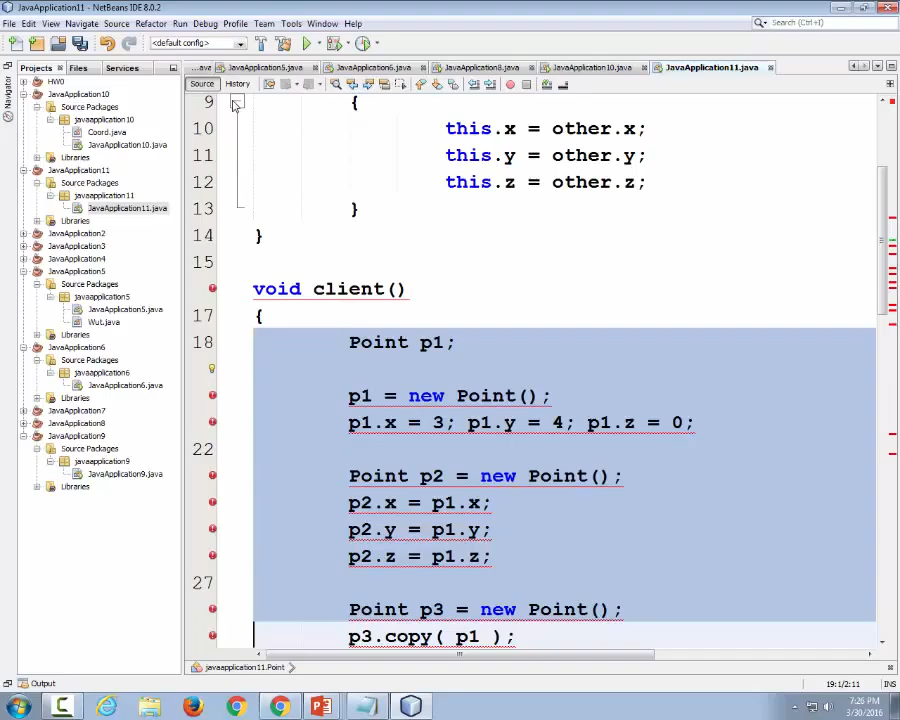 JavaApplication11 - NetBeans IDE 8.0.2
File Edit View Navigate Source Refactor Run Debug Profile Team Tools Window Help
Search (Ctrl+I)
<default config>
Projects Files Services
...ava JavaApplication5.java JavaApplication6.java JavaApplication8.java JavaApplication10.java JavaApplication11.java
Source History
Navigator
HW0
JavaApplication10
Source Packages
javaapplication10
Coord.java
JavaApplication10.java
Libraries
JavaApplication11
Source Packages
javaapplication11
JavaApplication11.java
Libraries
JavaApplication2
JavaApplication3
JavaApplication4
JavaApplication5
Source Packages
javaapplication5
JavaApplication5.java
Wut.java
Libraries
JavaApplication6
Source Packages
javaapplication6
JavaApplication6.java
Libraries
JavaApplication7
JavaApplication8
JavaApplication9
Source Packages
javaapplication9
JavaApplication9.java
Libraries
9 {
10 this.x = other.x;
11 this.y = other.y;
12 this.z = other.z;
13 }
14 }
15
void client()
17 {
18 Point p1;
p1 = new Point();
p1.x = 3; p1.y = 4; p1.z = 0;
22
Point p2 = new Point();
p2.x = p1.x;
p2.y = p1.y;
p2.z = p1.z;
27
Point p3 = new Point();
p3.copy( p1 );
javaapplication11.Point
Output
19:1/2:11 INS
7:26 PM
3/30/2016